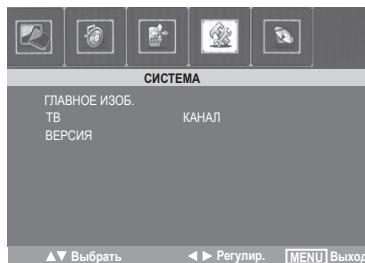 СИСТЕМА
ГЛАВНОЕ ИЗОБ.
ТВ КАНАЛ
ВЕРСИЯ
▲▼ Выбрать ◀ ▶ Регулир. MENU Выход